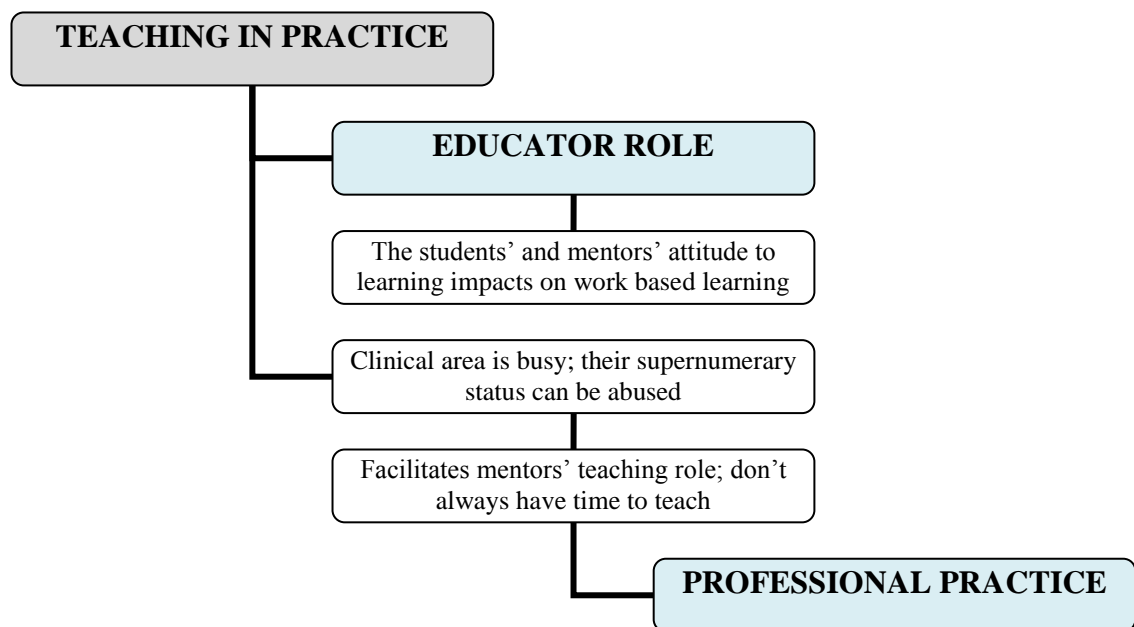 TEACHING IN PRACTICE
EDUCATOR ROLE
The students’ and mentors’ attitude to
learning impacts on work based learning
Clinical area is busy; their supernumerary
status can be abused
Facilitates mentors’ teaching role; don’t
always have time to teach
PROFESSIONAL PRACTICE